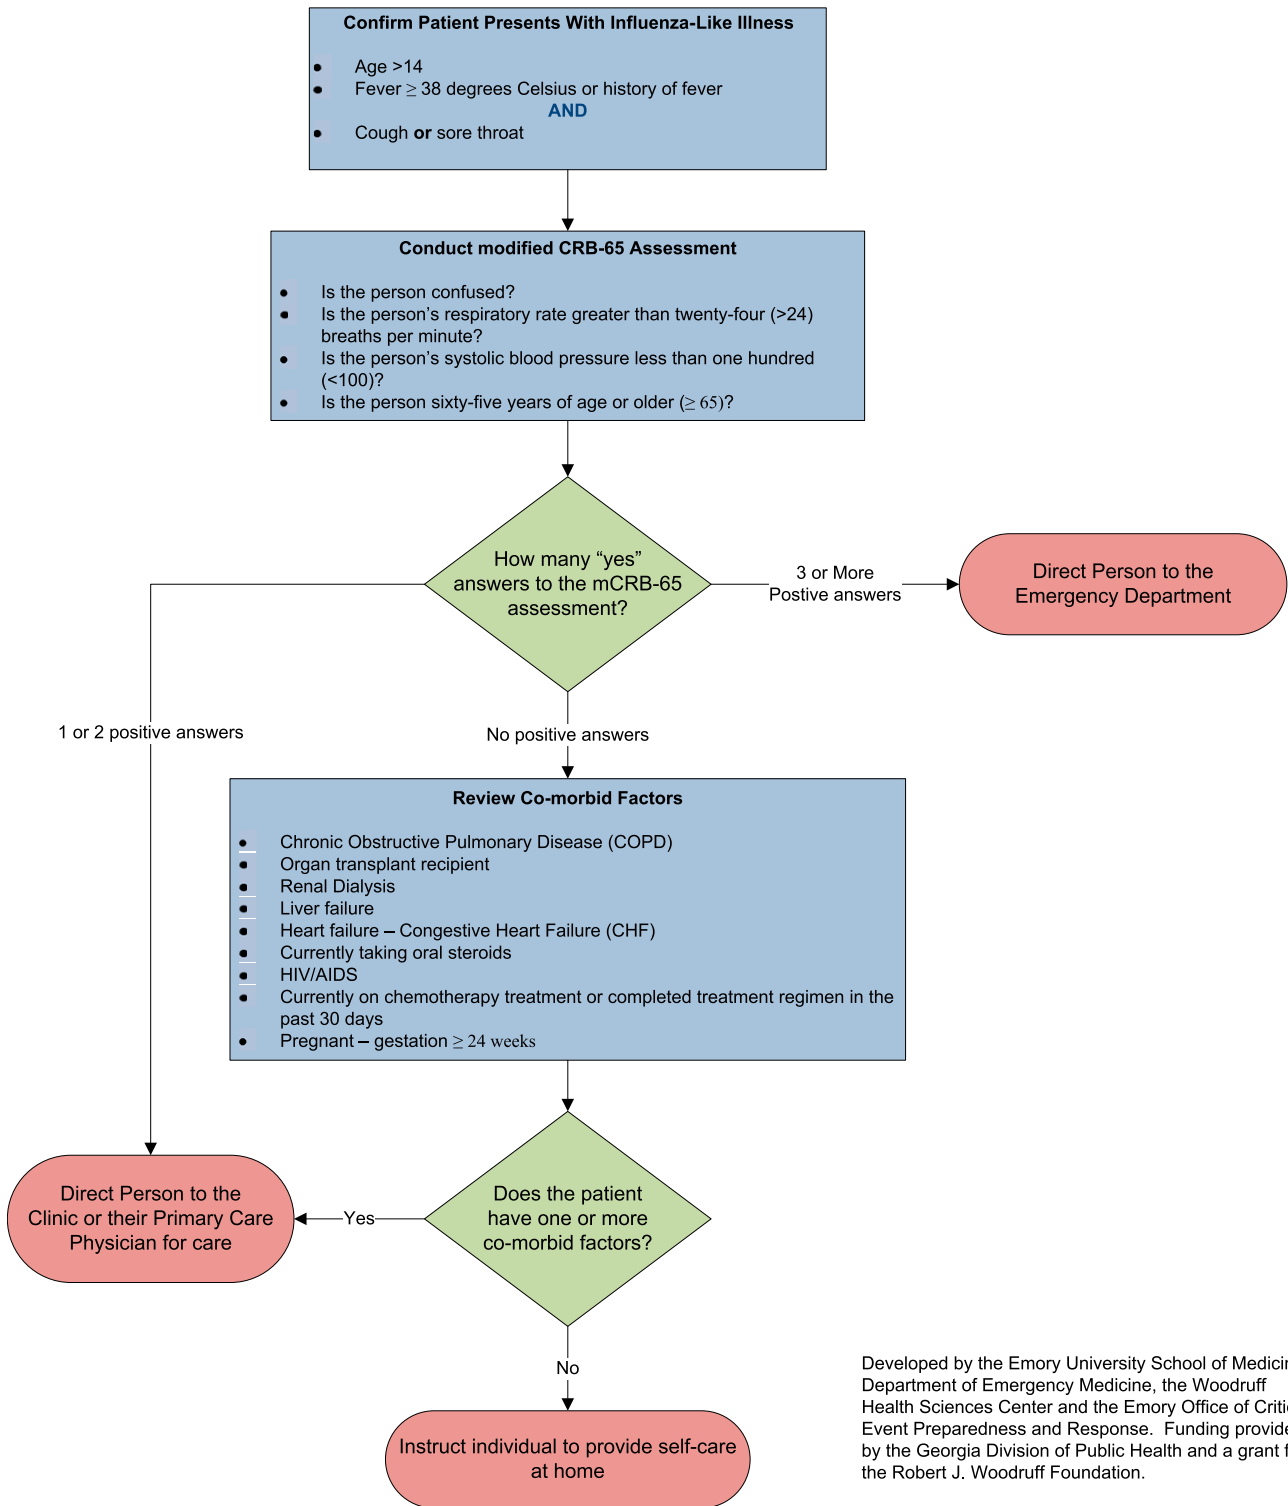 Confirm Patient Presents With Influenza-Like Illness
• Age >14
• Fever ≥ 38 degrees Celsius or history of fever
AND
• Cough or sore throat
Conduct modified CRB-65 Assessment
• Is the person confused?
• Is the person’s respiratory rate greater than twenty-four (>24)
breaths per minute?
• Is the person’s systolic blood pressure less than one hundred
(<100)?
• Is the person sixty-five years of age or older (≥ 65)?
How many “yes”
answers to the mCRB-65
assessment?
3 or More
Postive answers
Direct Person to the
Emergency Department
1 or 2 positive answers
No positive answers
Review Co-morbid Factors
• Chronic Obstructive Pulmonary Disease (COPD)
• Organ transplant recipient
• Renal Dialysis
• Liver failure
• Heart failure – Congestive Heart Failure (CHF)
• Currently taking oral steroids
• HIV/AIDS
• Currently on chemotherapy treatment or completed treatment regimen in the
past 30 days
• Pregnant – gestation ≥ 24 weeks
Direct Person to the
Clinic or their Primary Care
Physician for care
Yes
Does the patient
have one or more
co-morbid factors?
No
Instruct individual to provide self-care
at home
Developed by the Emory University School of Medicin
Department of Emergency Medicine, the Woodruff
Health Sciences Center and the Emory Office of Critic
Event Preparedness and Response.  Funding provide
by the Georgia Division of Public Health and a grant f
the Robert J. Woodruff Foundation.